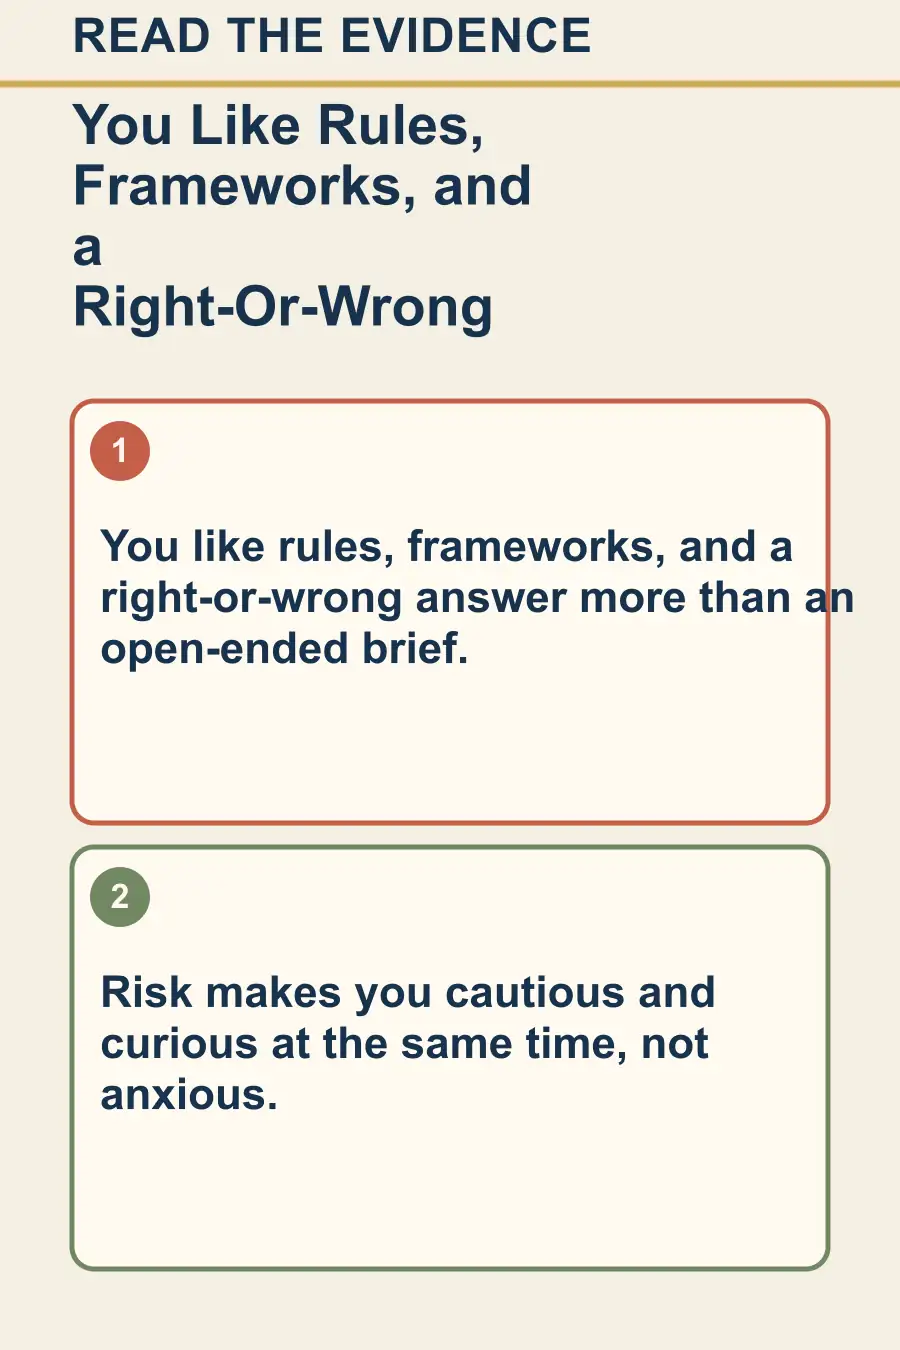 READ THE EVIDENCE
You Like Rules,
Frameworks, and
a
Right-Or-Wrong
1
You like rules, frameworks, and a
right-or-wrong answer more than an
open-ended brief.
2
Risk makes you cautious and
curious at the same time, not
anxious.